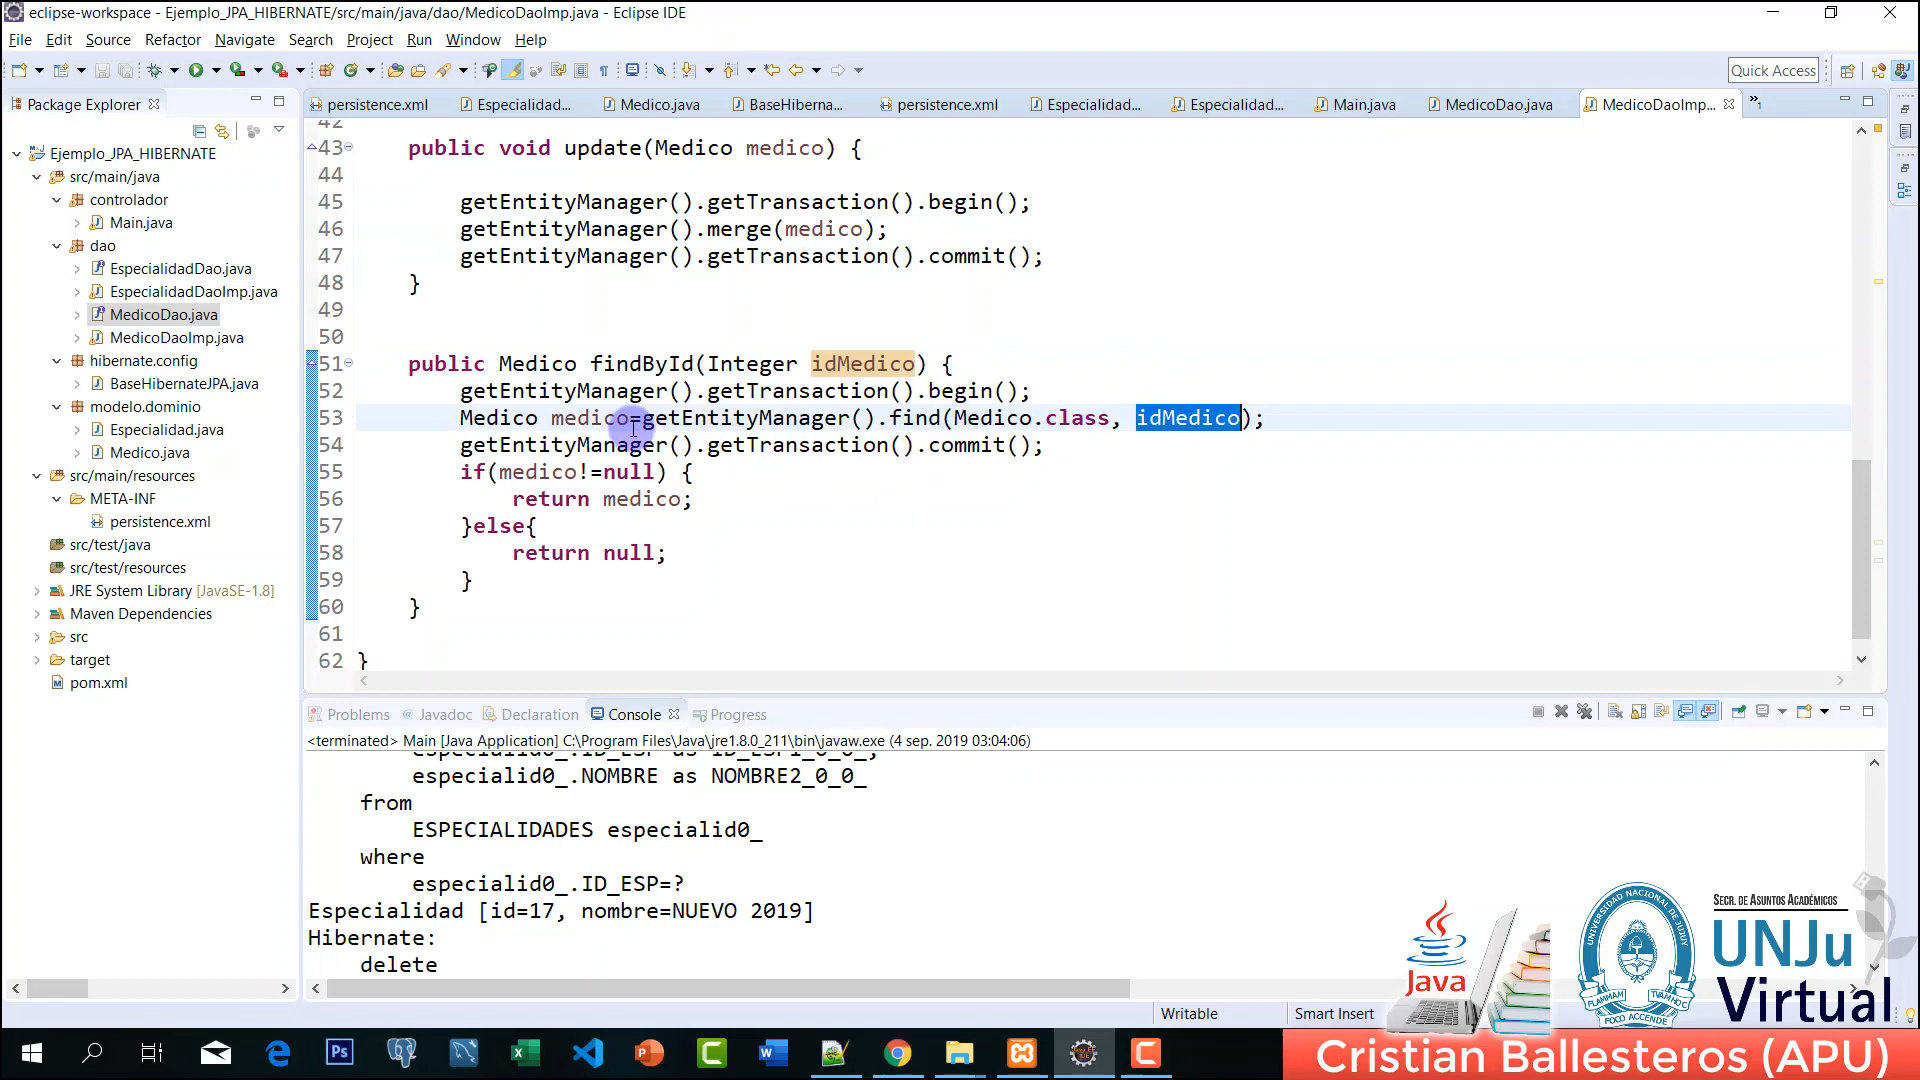 eclipse-workspace - Ejemplo_JPA_HIBERNATE/src/main/java/dao/MedicoDaoImp.java - Eclipse IDE
File Edit Source Refactor Navigate Search Project Run Window Help
Quick Access
Package Explorer
persistence.xml Especialidad... Medico.java BaseHiberna... persistence.xml Especialidad... Especialidad... Main.java MedicoDao.java MedicoDaoImp...
Ejemplo_JPA_HIBERNATE
src/main/java
controlador
Main.java
dao
EspecialidadDao.java
EspecialidadDaoImp.java
MedicoDao.java
MedicoDaoImp.java
hibernate.config
BaseHibernateJPA.java
modelo.dominio
Especialidad.java
Medico.java
src/main/resources
META-INF
persistence.xml
src/test/java
src/test/resources
JRE System Library [JavaSE-1.8]
Maven Dependencies
src
target
pom.xml
42
43 public void update(Medico medico) {
44
45 getEntityManager().getTransaction().begin();
46 getEntityManager().merge(medico);
47 getEntityManager().getTransaction().commit();
48 }
49
50
51 public Medico findById(Integer idMedico) {
52 getEntityManager().getTransaction().begin();
53 Medico medico=getEntityManager().find(Medico.class, idMedico);
54 getEntityManager().getTransaction().commit();
55 if(medico!=null) {
56 return medico;
57 }else{
58 return null;
59 }
60 }
61
62 }
Problems Javadoc Declaration Console Progress
<terminated> Main [Java Application] C:\Program Files\Java\jre1.8.0_211\bin\javaw.exe (4 sep. 2019 03:04:06)
especialid0_.ID_ESP as ID_ESP1_0_0_,
especialid0_.NOMBRE as NOMBRE2_0_0_
from
ESPECIALIDADES especialid0_
where
especialid0_.ID_ESP=?
Especialidad [id=17, nombre=NUEVO 2019]
Hibernate:
delete
Writable Smart Insert
Java
UNIVERSIDAD NACIONAL DE JUJUY
SECR. DE ASUNTOS ACADÉMICOS
UNJu
Virtual
Cristian Ballesteros (APU)